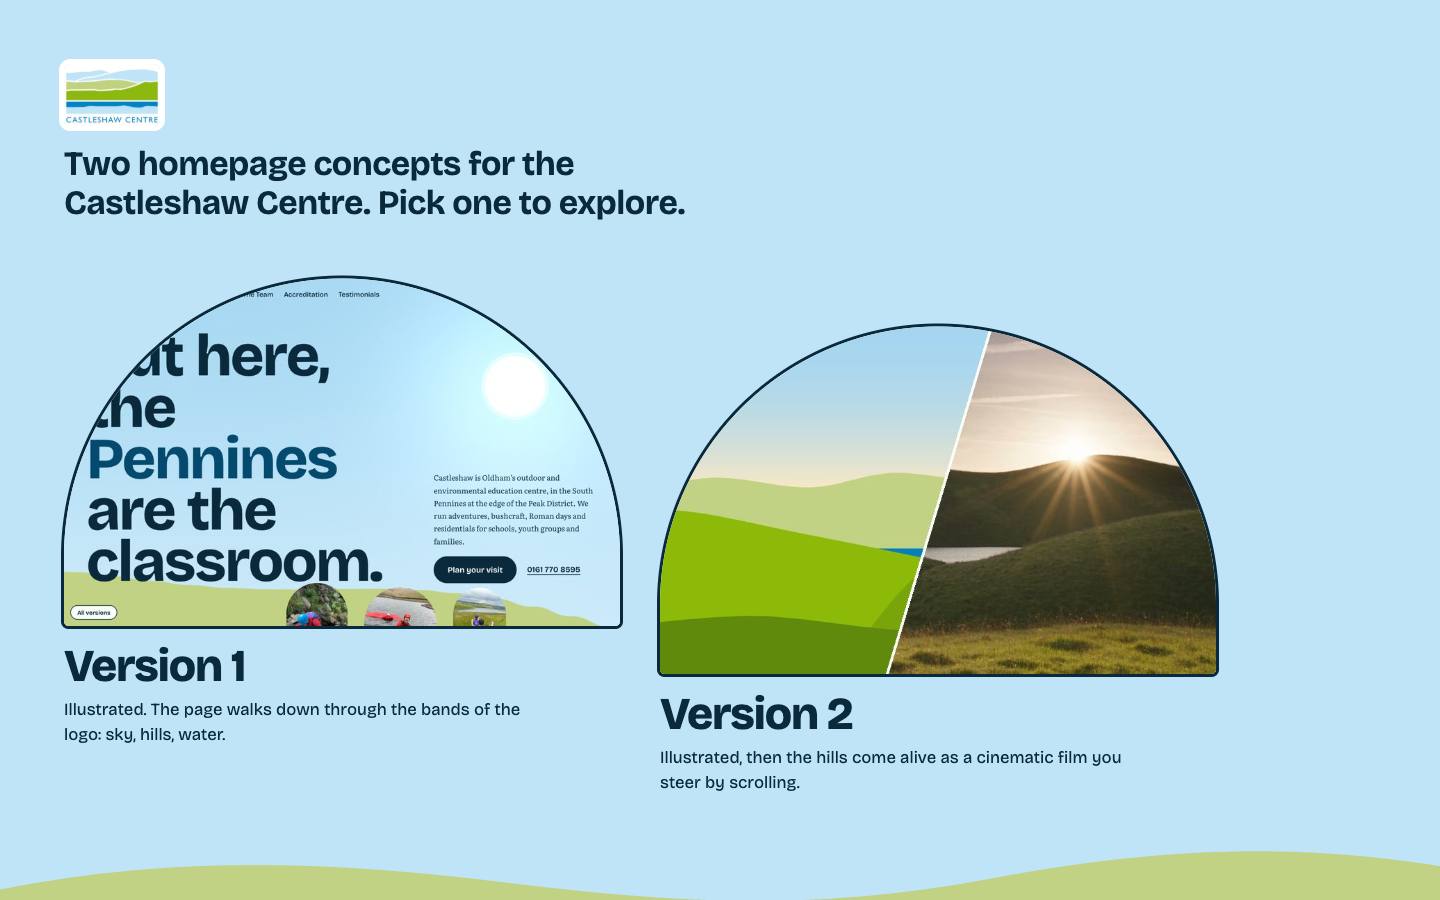 CASTLESHAW CENTRE
Two homepage concepts for the
Castleshaw Centre. Pick one to explore.
Team Accreditation Testimonials
here,
the
Pennines
are the
classroom.
Castleshaw is Oldham's outdoor and
environmental education centre, in the South
Pennines at the edge of the Peak District. We
run adventures, bushcraft, Roman days and
residentials for schools, youth groups and
families.
Plan your visit 0161 770 8595
All versions
Version 1
Illustrated. The page walks down through the bands of the
logo: sky, hills, water.
Version 2
Illustrated, then the hills come alive as a cinematic film you
steer by scrolling.